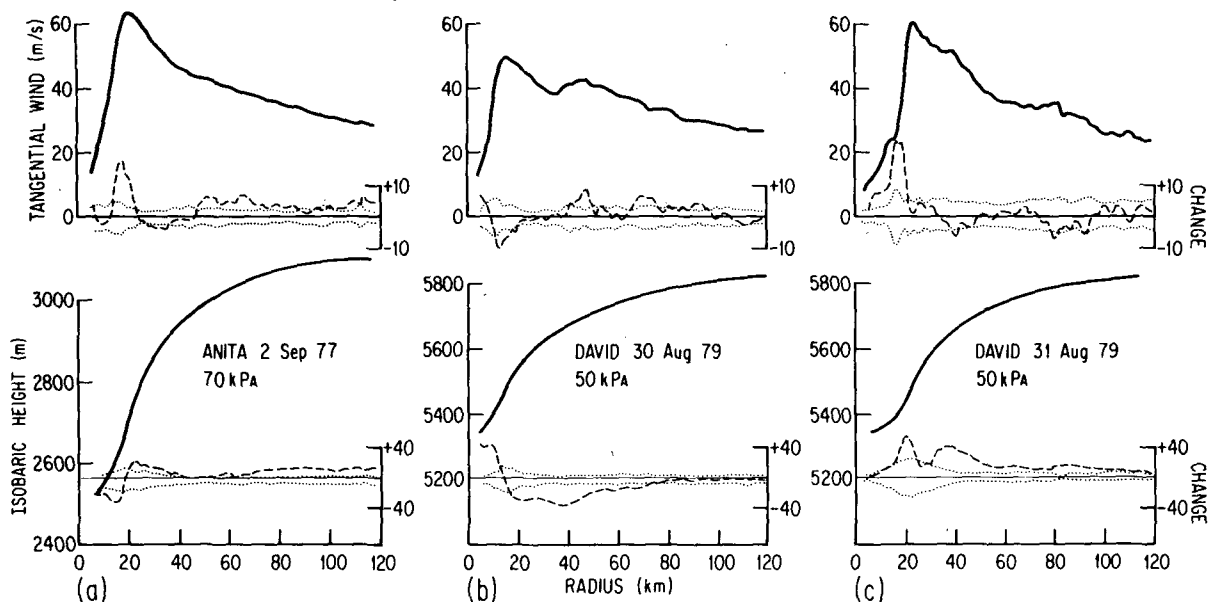 TANGENTIAL WIND (m/s)
60
40
20
0
+10
-10
60
40
20
0
+10
-10
60
40
20
0
+10
-10
CHANGE
ISOBARIC HEIGHT (m)
3000
2800
2600
2400
ANITA 2 Sep 77
70 kPa
+40
-40
5800
5600
5400
5200
DAVID 30 Aug 79
50 kPa
+40
-40
5800
5600
5400
5200
DAVID 31 Aug 79
50 kPa
+40
-40
CHANGE
0 20 40 60 80 100 120
0 20 40 60 80 100 120
0 20 40 60 80 100 120
(a)
(b)
RADIUS (km)
(c)